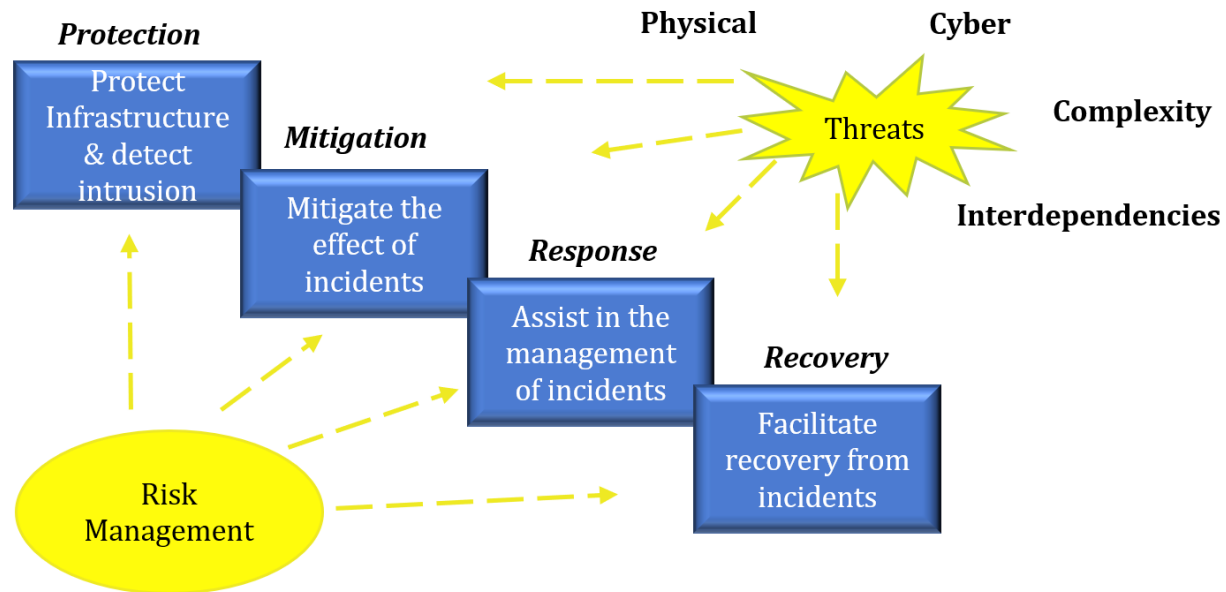 Protection
Protect
Infrastructure
& detect
intrusion
Mitigation
Mitigate the
effect of
incidents
Response
Assist in the
management
of incidents
Recovery
Facilitate
recovery from
incidents
Physical
Cyber
Threats
Complexity
Interdependencies
Risk
Management